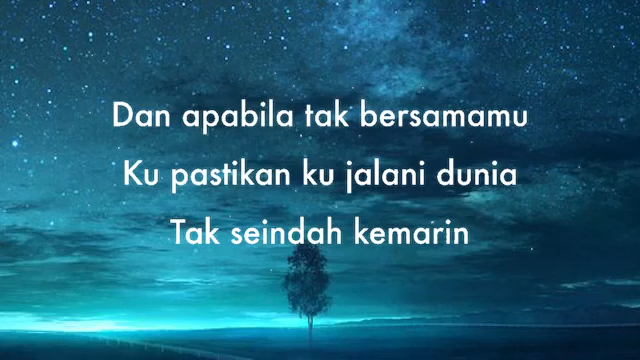 Dan apabila tak bersamamu
Ku pastikan ku jalani dunia
Tak seindah kemarin